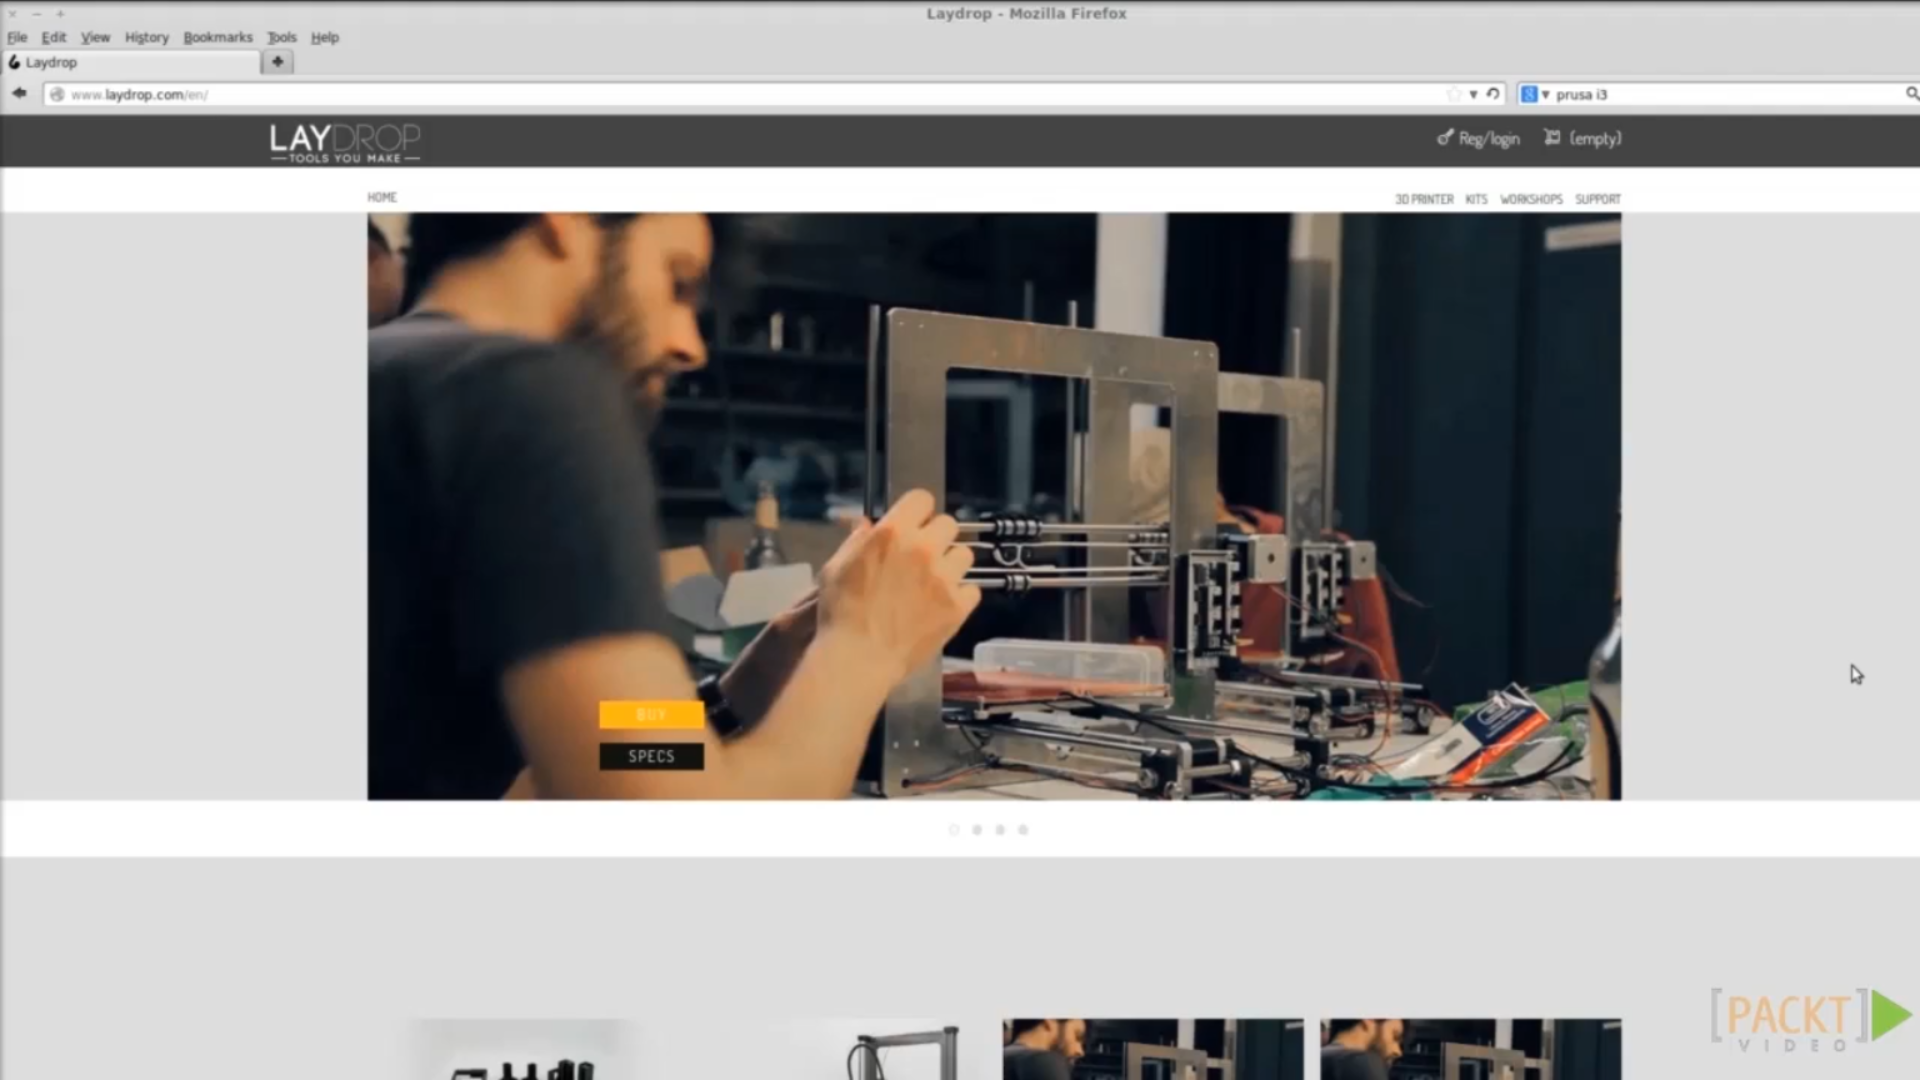 Laydrop - Mozilla Firefox
File Edit View History Bookmarks Tools Help
Laydrop
www.laydrop.com/en/
prusa i3
LAYDROP
TOOLS YOU MAKE
Reg/login (empty)
HOME
3D PRINTER KITS WORKSHOPS SUPPORT
BUY
SPECS
[PACKT]
VIDEO